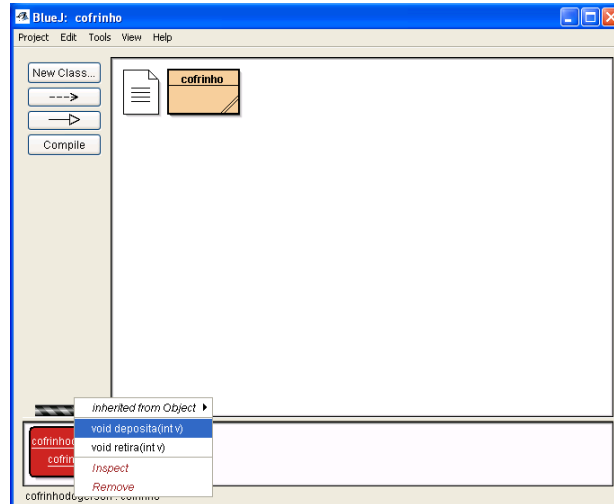 BlueJ: cofrinho
Project Edit Tools View Help
New Class...
Compile
cofrinho
inherited from Object
void deposita(int v)
void retira(int v)
Inspect
Remove